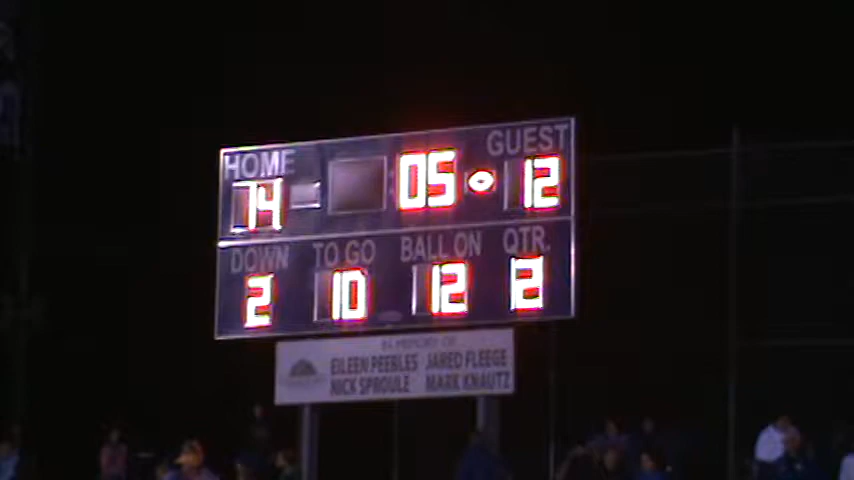 HOME GUEST
74 :05 12
DOWN TO GO BALL ON QTR.
2 10 12 2
IN MEMORY OF
EILEEN PEEBLES JARED FLEEGE
NICK SPROULE MARK KNAUTZ